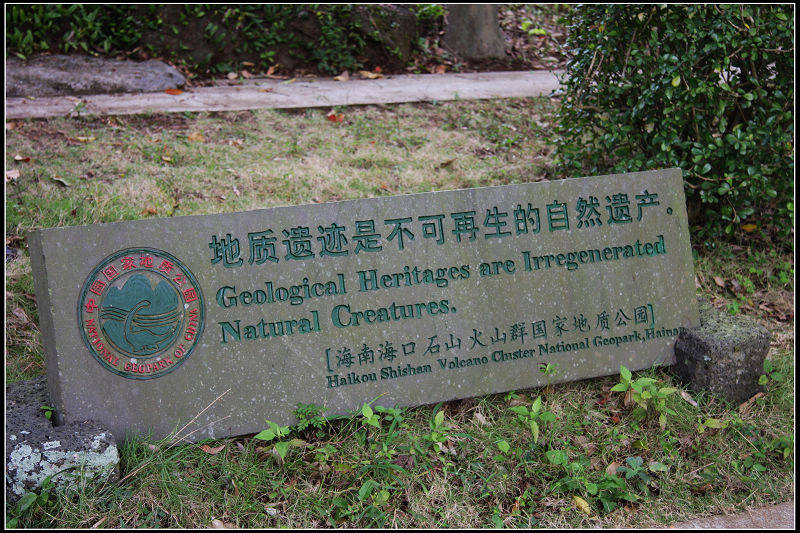 中国国家地质公园
NATIONAL GEOPARK OF CHINA
地质遗迹是不可再生的自然遗产。
Geological Heritages are Irregenerated
Natural Creatures.
[海南海口石山火山群国家地质公园]
Haikou Shishan Volcano Cluster National Geopark,Hainan